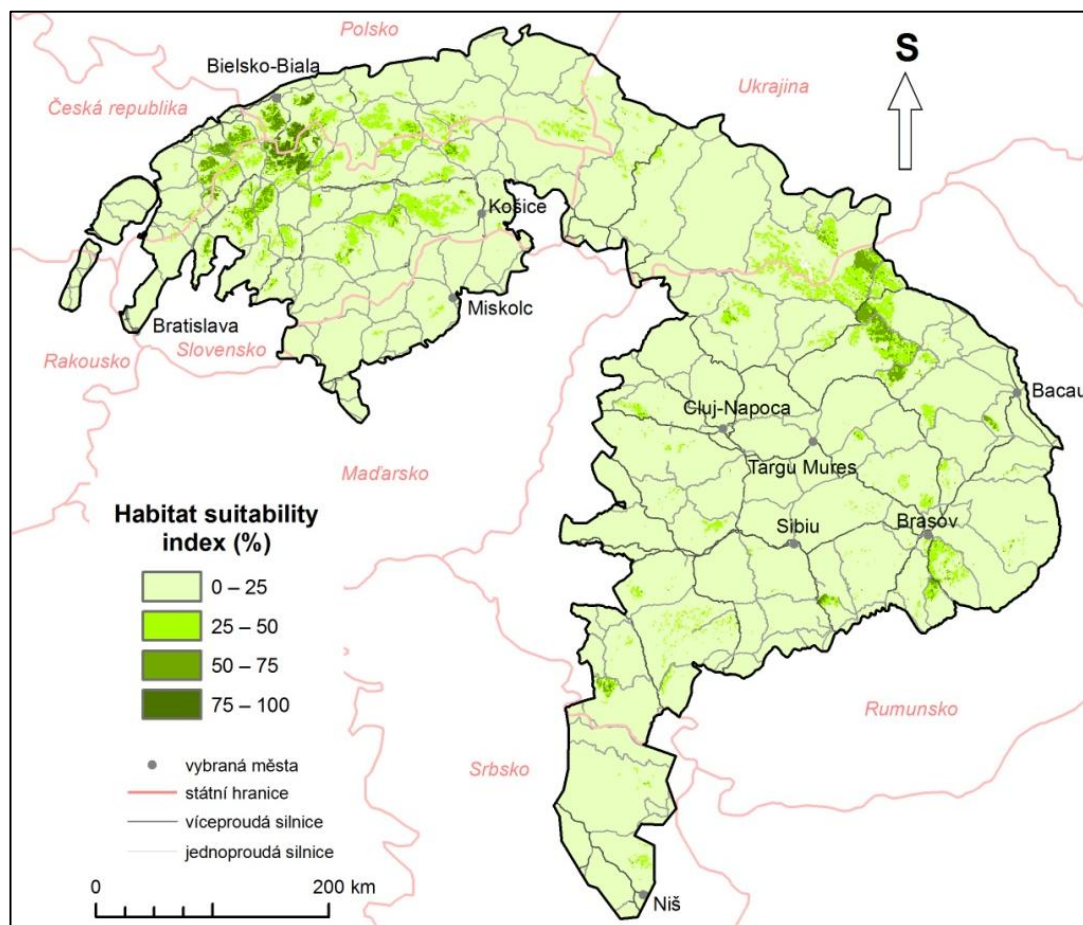 Polsko
Bielsko-Biala
S
Ukrajina
Česká republika
Košice
Miskolc
Bratislava
Slovensko
Rakousko
Bacau
Cluj-Napoca
Targu Mures
Maďarsko
Habitat suitability
index (%)
Sibiu
Brasov
0 – 25
25 – 50
50 – 75
75 – 100
Rumunsko
Srbsko
vybraná města
státní hranice
víceproudá silnice
jednoproudá silnice
0
200 km
Niš